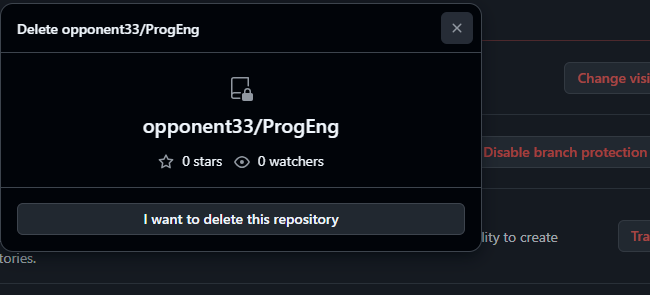 Delete opponent33/ProgEng
opponent33/ProgEng
0 stars 0 watchers
I want to delete this repository
Change visi
Disable branch protection
lity to create
Tra
tories.